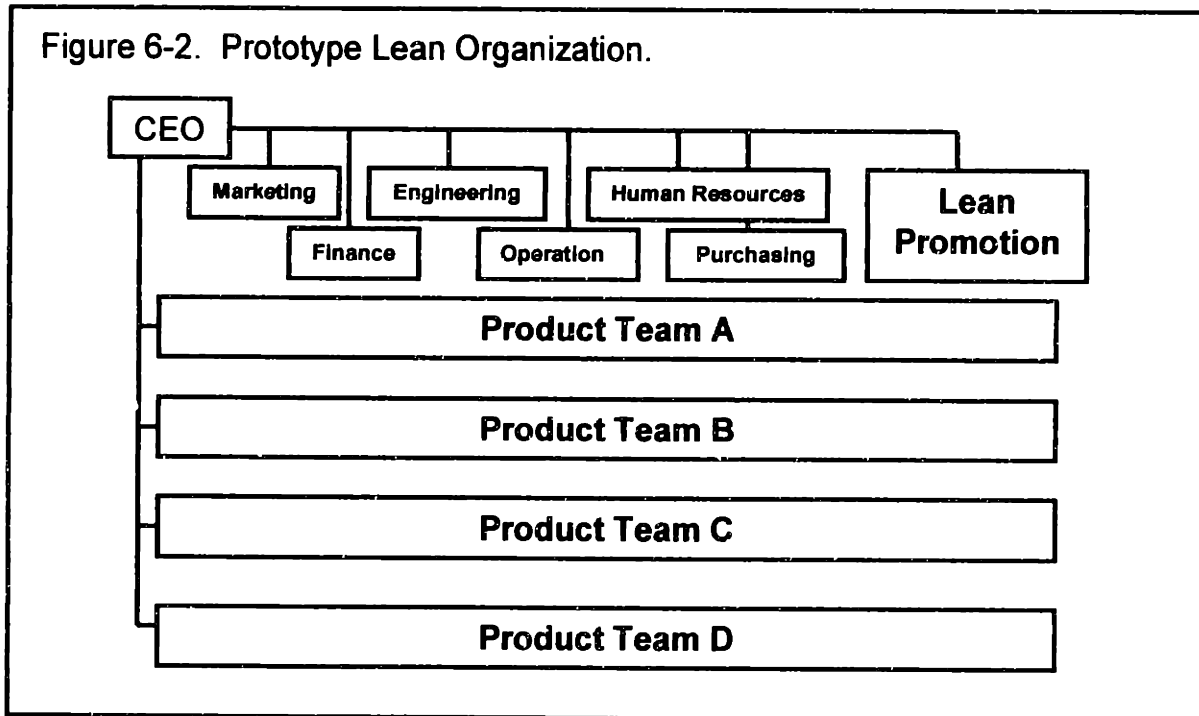 Figure 6-2. Prototype Lean Organization.
CEO
Marketing
Engineering
Human Resources
Lean
Promotion
Finance
Operation
Purchasing
Product Team A
Product Team B
Product Team C
Product Team D